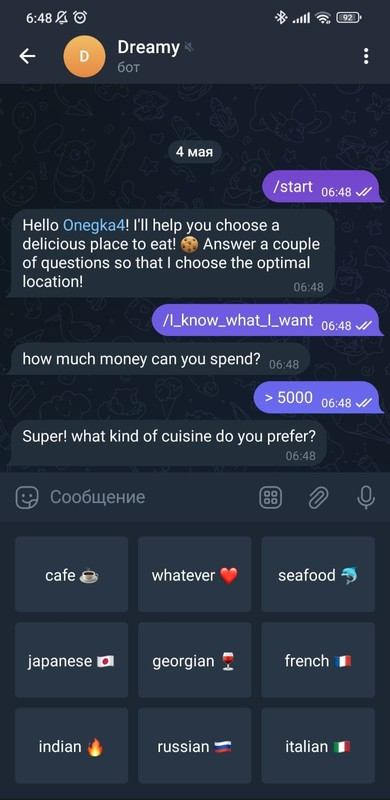 6:48
92
D
Dreamy
бот
4 мая
/start 06:48
Hello Onegka4! I'll help you choose a
delicious place to eat! 🍪 Answer a couple
of questions so that I choose the optimal
location!
06:48
/I_know_what_I_want 06:48
how much money can you spend? 06:48
> 5000 06:48
Super! what kind of cuisine do you prefer?
06:48
Сообщение
cafe ☕ whatever ❤️ seafood 🐬
japanese 🇯🇵 georgian 🍷 french 🇫🇷
indian 🔥 russian 🇷🇺 italian 🇮🇹